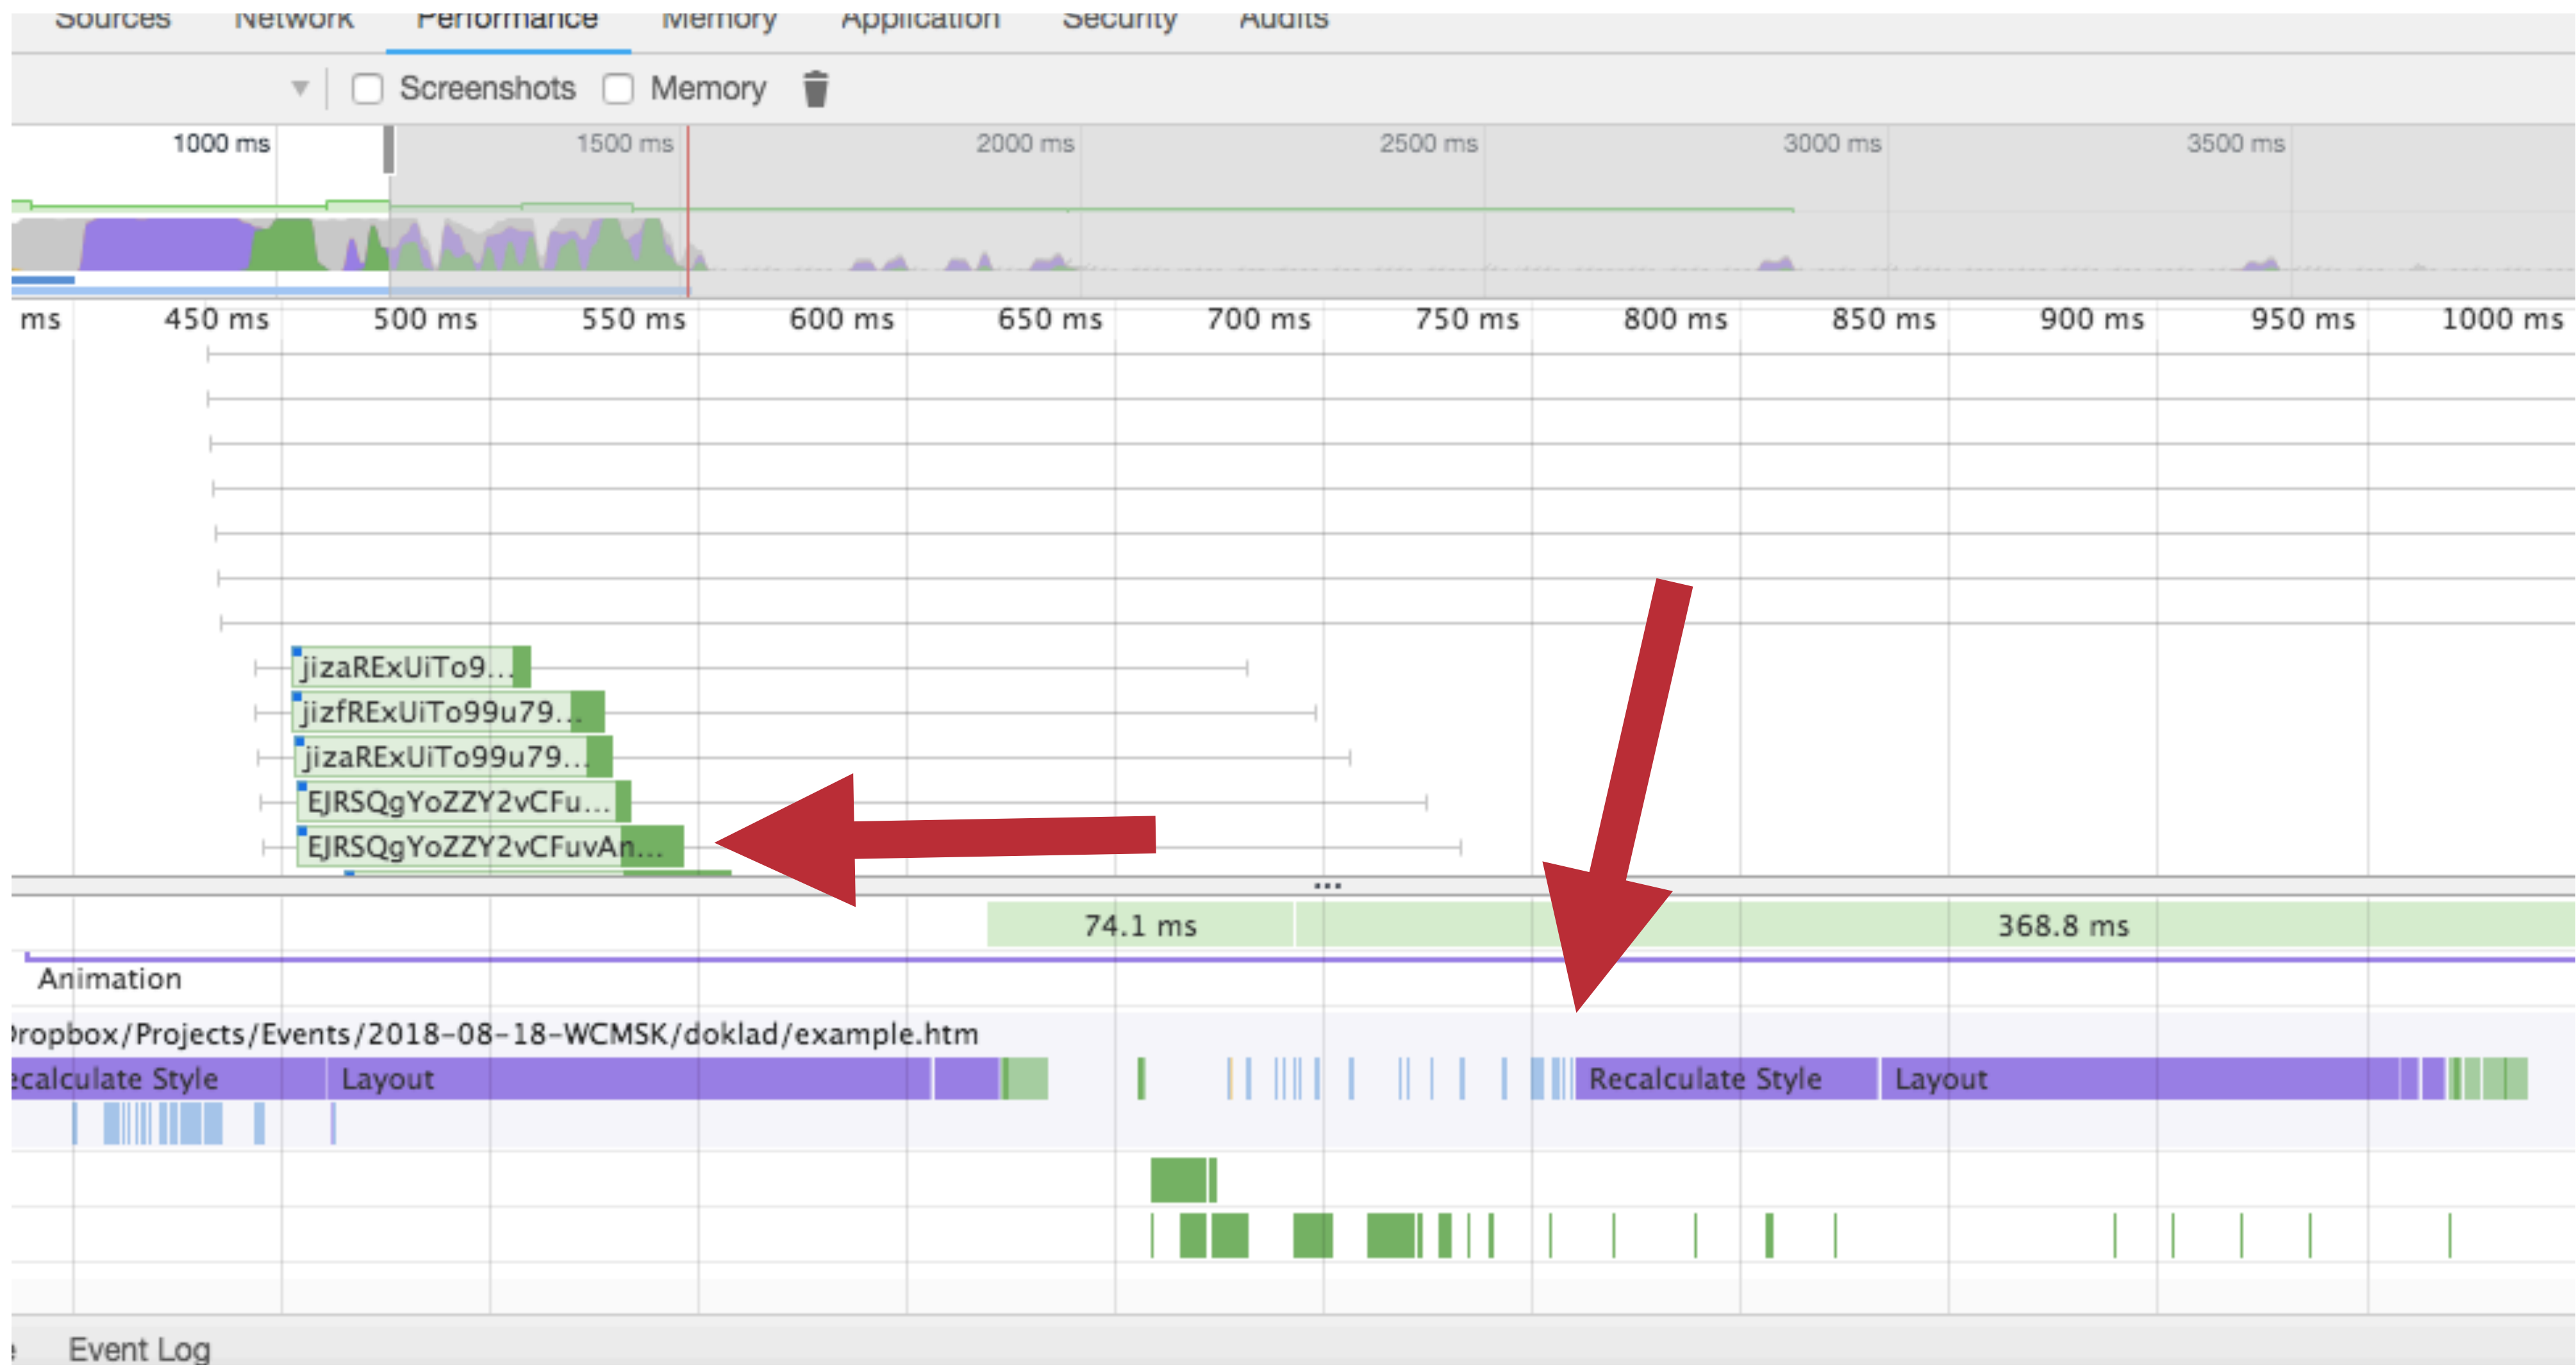 Sources Network Performance Memory Application Security Audits
Screenshots Memory
1000 ms 1500 ms 2000 ms 2500 ms 3000 ms 3500 ms
ms 450 ms 500 ms 550 ms 600 ms 650 ms 700 ms 750 ms 800 ms 850 ms 900 ms 950 ms 1000 ms
jizaRExUiTo9...
jizfRExUiTo99u79...
jizaRExUiTo99u79...
EJRSQgYoZZY2vCFu...
EJRSQgYoZZY2vCFuvAn...
...
74.1 ms 368.8 ms
Animation
Dropbox/Projects/Events/2018-08-18-WCMSK/doklad/example.htm
ecalculate Style Layout Recalculate Style Layout
Event Log